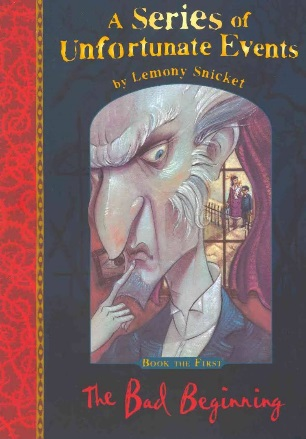 A Series of
Unfortunate Events
by Lemony Snicket
Book the First
The Bad Beginning